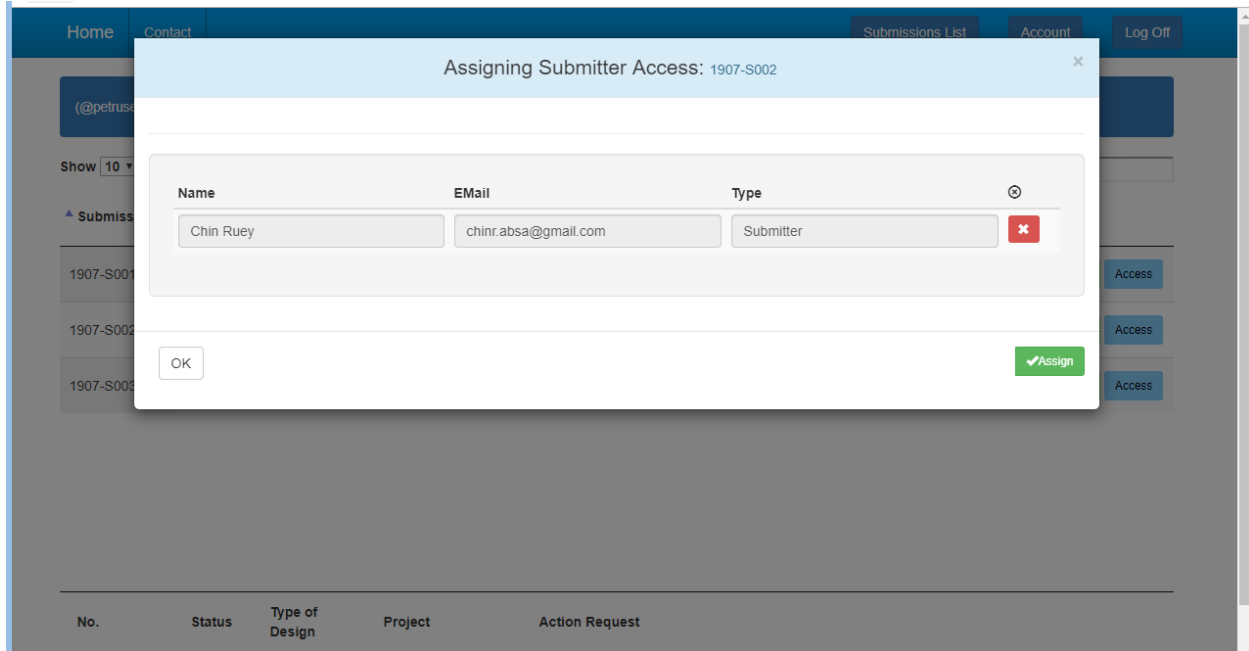 Home Contact Submissions List Account Log Off
Assigning Submitter Access: 1907-S002 ×
(@petruse
Show 10
Submiss
Name EMail Type
Chin Ruey chinr.absa@gmail.com Submitter
1907-S001 Access
1907-S002 Access
OK Assign
1907-S003 Access
No. Status Type of Design Project Action Request